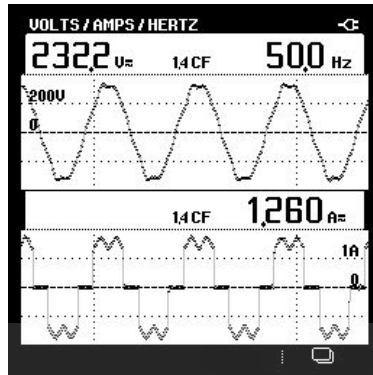 VOLTS/AMPS/HERTZ
232.2 V≂ 1,4 CF 50.0 Hz
200V
0
1,4 CF 1,260 A≂
1A
0